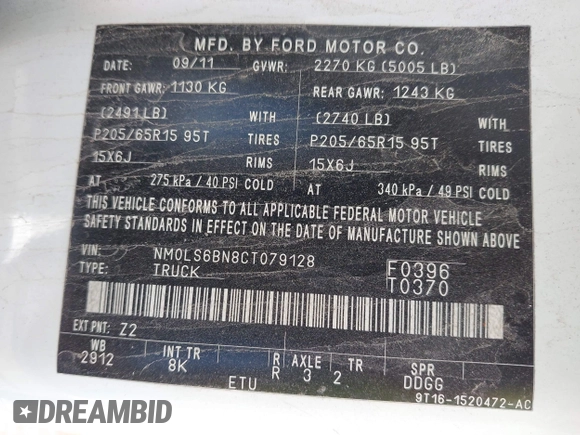 MFD. BY FORD MOTOR CO.
DATE: 09/11 GVWR: 2270 KG (5005 LB)
FRONT GAWR: 1130 KG REAR GAWR: 1243 KG
(2491 LB) WITH (2740 LB) WITH
P205/65R15 95T TIRES P205/65R15 95T TIRES
15X6J RIMS 15X6J RIMS
AT 275 kPa / 40 PSI COLD AT 340 kPa / 49 PSI COLD
THIS VEHICLE CONFORMS TO ALL APPLICABLE FEDERAL MOTOR VEHICLE
SAFETY STANDARDS IN EFFECT ON THE DATE OF MANUFACTURE SHOWN ABOVE.
VIN: NM0LS6BN8CT079128 F0396
TYPE: TRUCK T0370
EXT PNT: Z2
WB INT TR R AXLE TR SPR
2912 8K R 3 2 DDGG
ETU 9T16-1520472-AC
DREAMBID